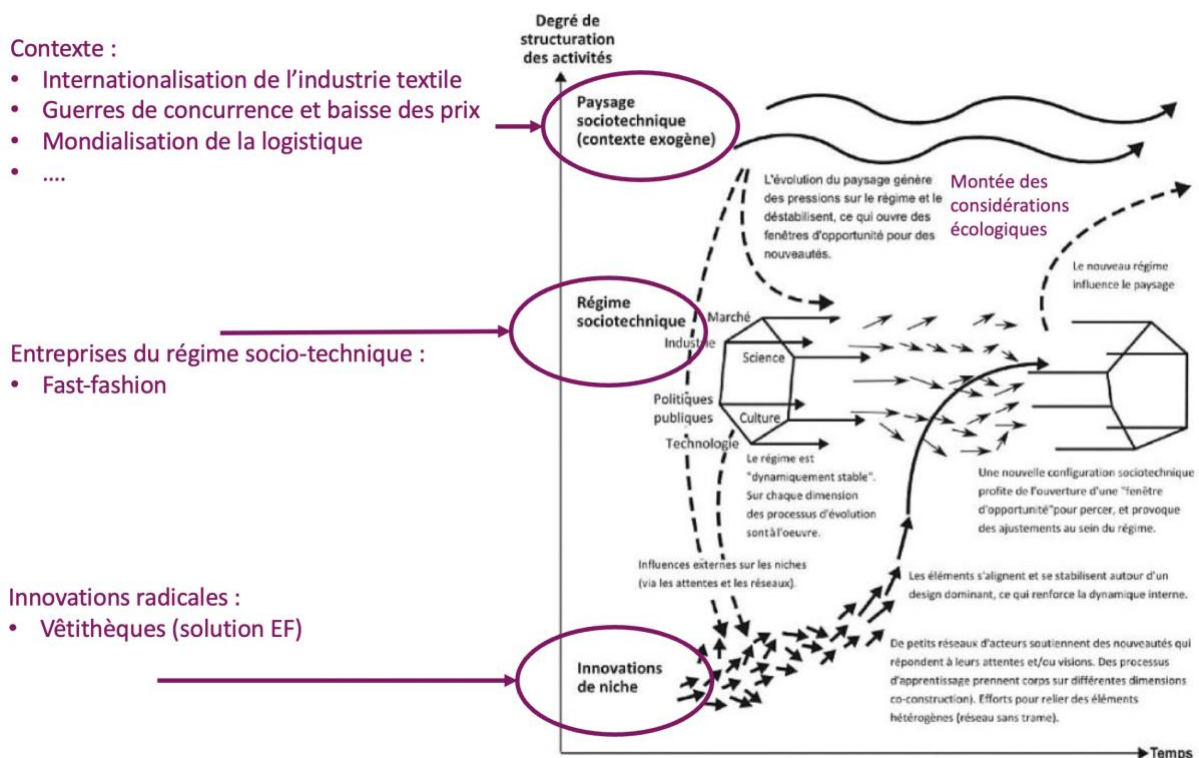 Degré de
structuration
des activités
Contexte :
• Internationalisation de l'industrie textile
• Guerres de concurrence et baisse des prix
• Mondialisation de la logistique
• ....
Paysage
sociotechnique
(contexte exogène)
L'évolution du paysage génère
des pressions sur le régime et le
déstabilisent, ce qui ouvre des
fenêtres d'opportunité pour des
nouveautés.
Montée des
considérations
écologiques
Le nouveau régime
influence le paysage
Régime
sociotechnique
Entreprises du régime socio-technique :
• Fast-fashion
Marché
Industrie
Science
Politiques
publiques
Culture
Technologie
Le régime est
"dynamiquement stable".
Sur chaque dimension
des processus d'évolution
sont à l'oeuvre.
Une nouvelle configuration sociotechnique
profite de l'ouverture d'une "fenêtre
d'opportunité" pour percer, et provoque
des ajustements au sein du régime.
Influences externes sur les niches
(via les attentes et les réseaux).
Les éléments s'alignent et se stabilisent autour d'un
design dominant, ce qui renforce la dynamique interne.
Innovations radicales :
• Vêtithèques (solution EF)
Innovations
de niche
De petits réseaux d'acteurs soutiennent des nouveautés qui
répondent à leurs attentes et/ou visions. Des processus
d'apprentissage prennent corps sur différentes dimensions
co-construction). Efforts pour relier des éléments
hétérogènes (réseau sans trame).
Temps